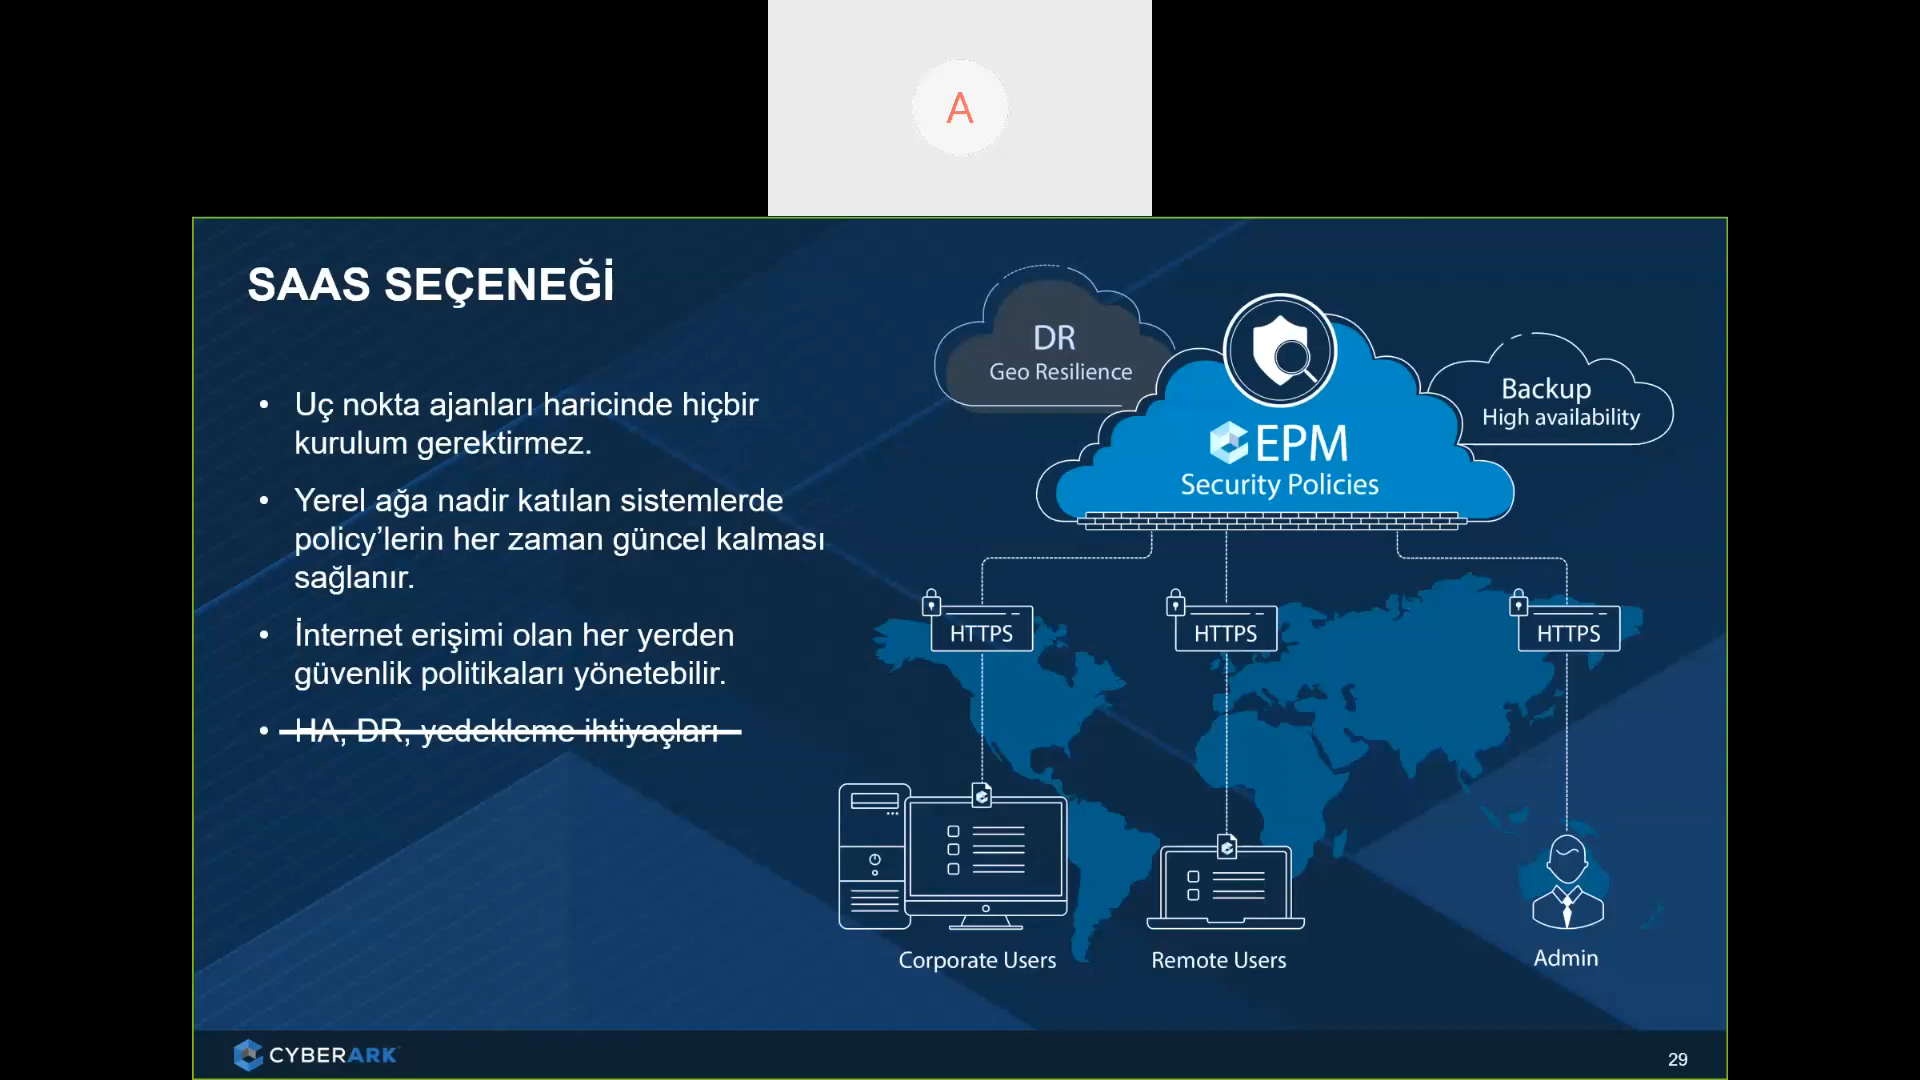 A
SAAS SEÇENEĞİ
• Uç nokta ajanları haricinde hiçbir
kurulum gerektirmez.
• Yerel ağa nadir katılan sistemlerde
policy’lerin her zaman güncel kalması
sağlanır.
• İnternet erişimi olan her yerden
güvenlik politikaları yönetebilir.
• HA, DR, yedekleme ihtiyaçları
DR
Geo Resilience
Backup
High availability
EPM
Security Policies
HTTPS
HTTPS
HTTPS
Corporate Users
Remote Users
Admin
CYBERARK
29